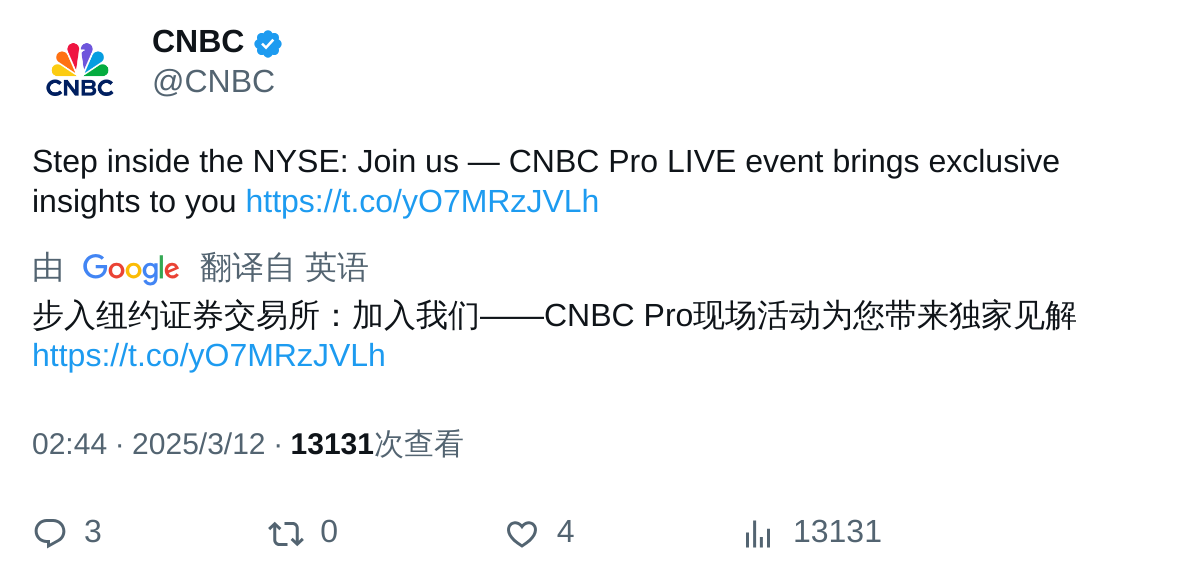 CNBC
CNBC
@CNBC
Step inside the NYSE: Join us — CNBC Pro LIVE event brings exclusive
insights to you https://t.co/yO7MRzJVLh
由 Google 翻译自 英语
步入纽约证券交易所：加入我们——CNBC Pro现场活动为您带来独家见解
https://t.co/yO7MRzJVLh
02:44 · 2025/3/12 · 13131次查看
3 0 4 13131